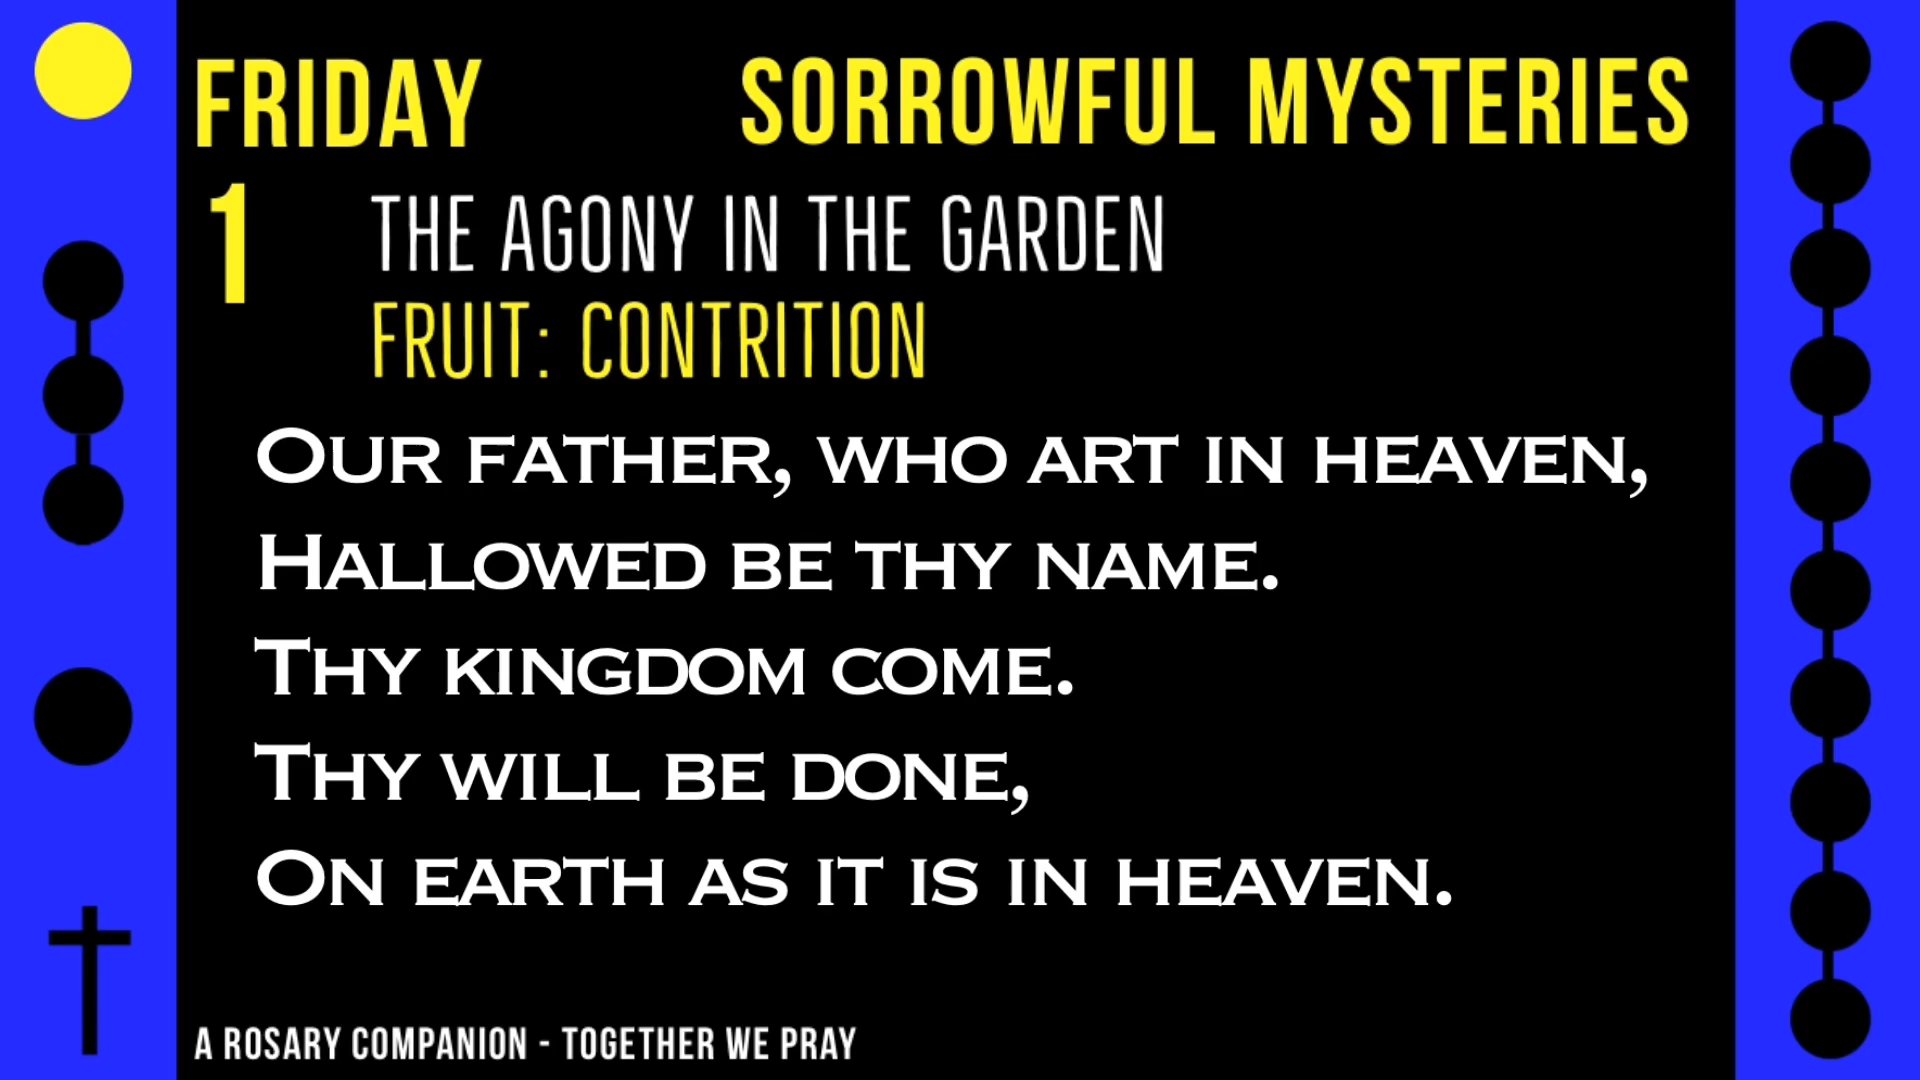 FRIDAY SORROWFUL MYSTERIES
1 THE AGONY IN THE GARDEN
FRUIT: CONTRITION
OUR FATHER, WHO ART IN HEAVEN,
HALLOWED BE THY NAME.
THY KINGDOM COME.
THY WILL BE DONE,
ON EARTH AS IT IS IN HEAVEN.
A ROSARY COMPANION - TOGETHER WE PRAY